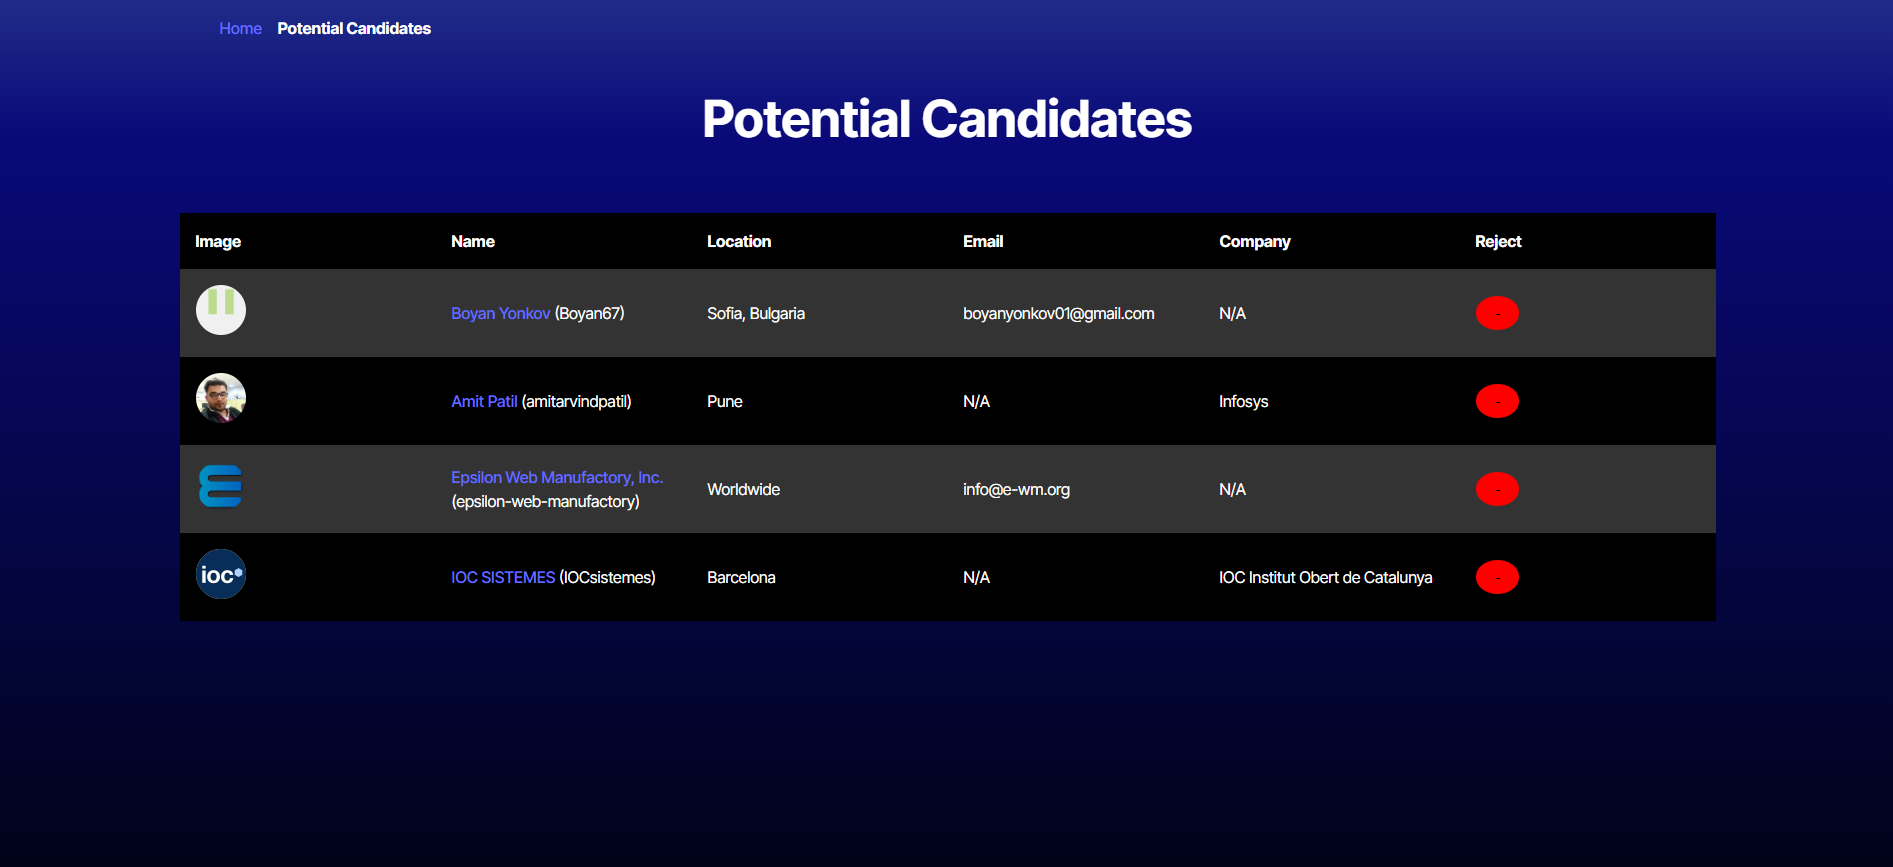 Home Potential Candidates
Potential Candidates
Image Name Location Email Company Reject
Boyan Yonkov (Boyan67) Sofia, Bulgaria boyanyonkov01@gmail.com N/A -
Amit Patil (amitarvindpatil) Pune N/A Infosys -
Epsilon Web Manufactory, Inc.
(epsilon-web-manufactory) Worldwide info@e-wm.org N/A -
ioc IOC SISTEMES (IOCsistemes) Barcelona N/A IOC Institut Obert de Catalunya -